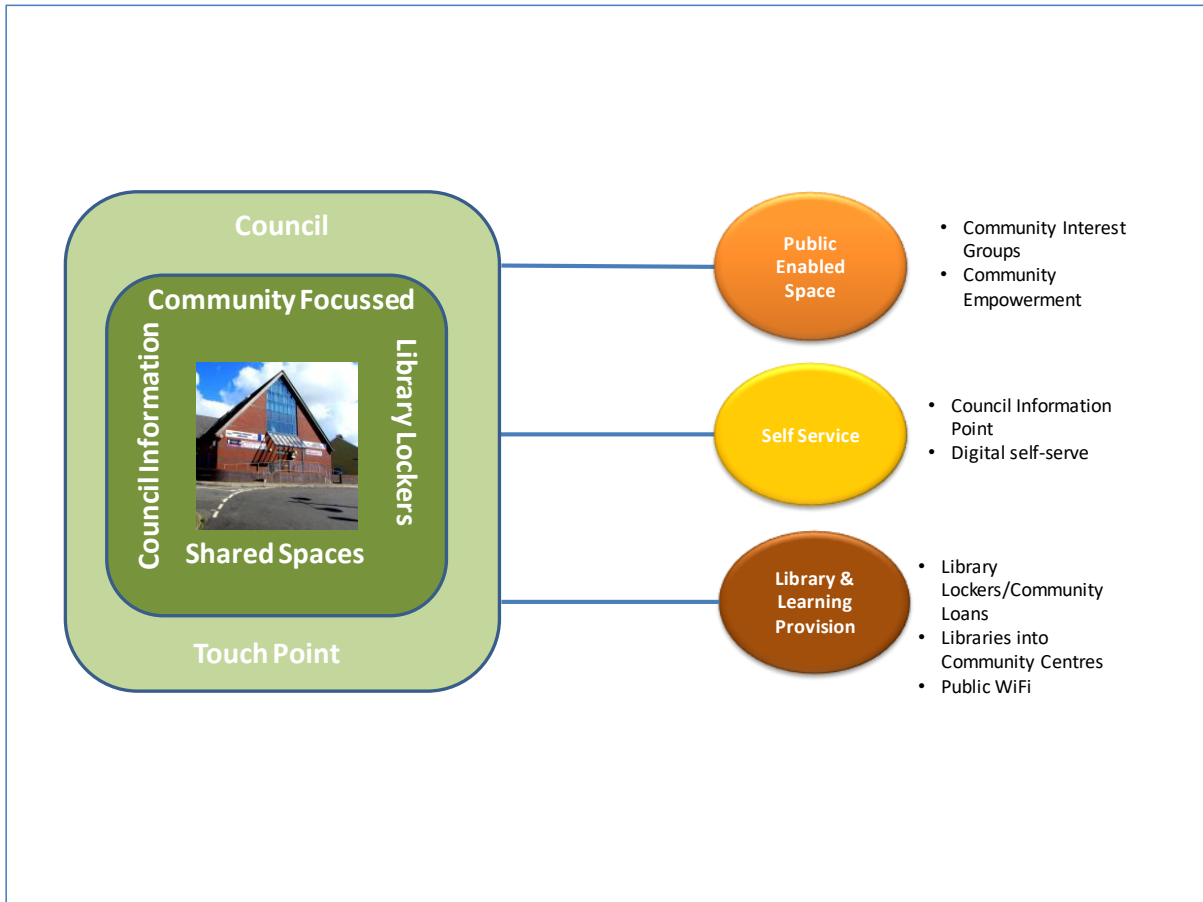 Council
Community Focussed
Council Information
Library Lockers
Shared Spaces
Touch Point
Public
Enabled
Space
• Community Interest
Groups
• Community
Empowerment
Self Service
• Council Information
Point
• Digital self-serve
Library &
Learning
Provision
• Library
Lockers/Community
Loans
• Libraries into
Community Centres
• Public WiFi